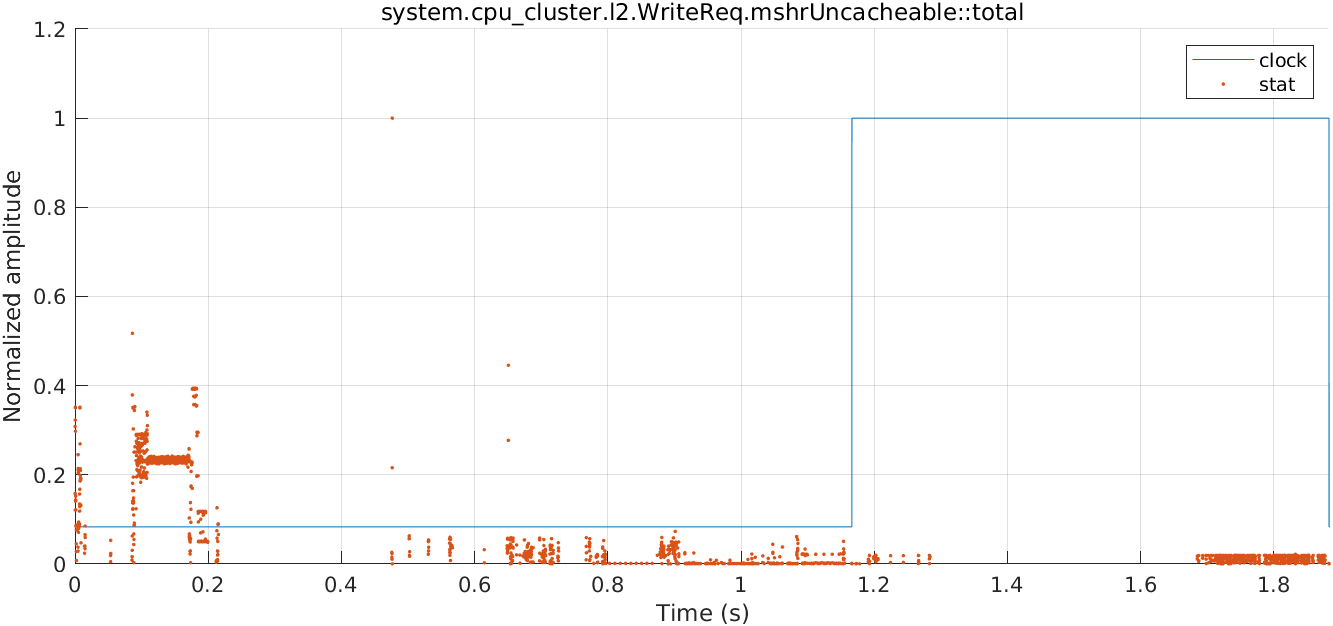 system.cpu_cluster.l2.WriteReq.mshrUncacheable::total
clock
stat
Normalized amplitude
1.2
1
0.8
0.6
0.4
0.2
0
0 0.2 0.4 0.6 0.8 1 1.2 1.4 1.6 1.8
Time (s)